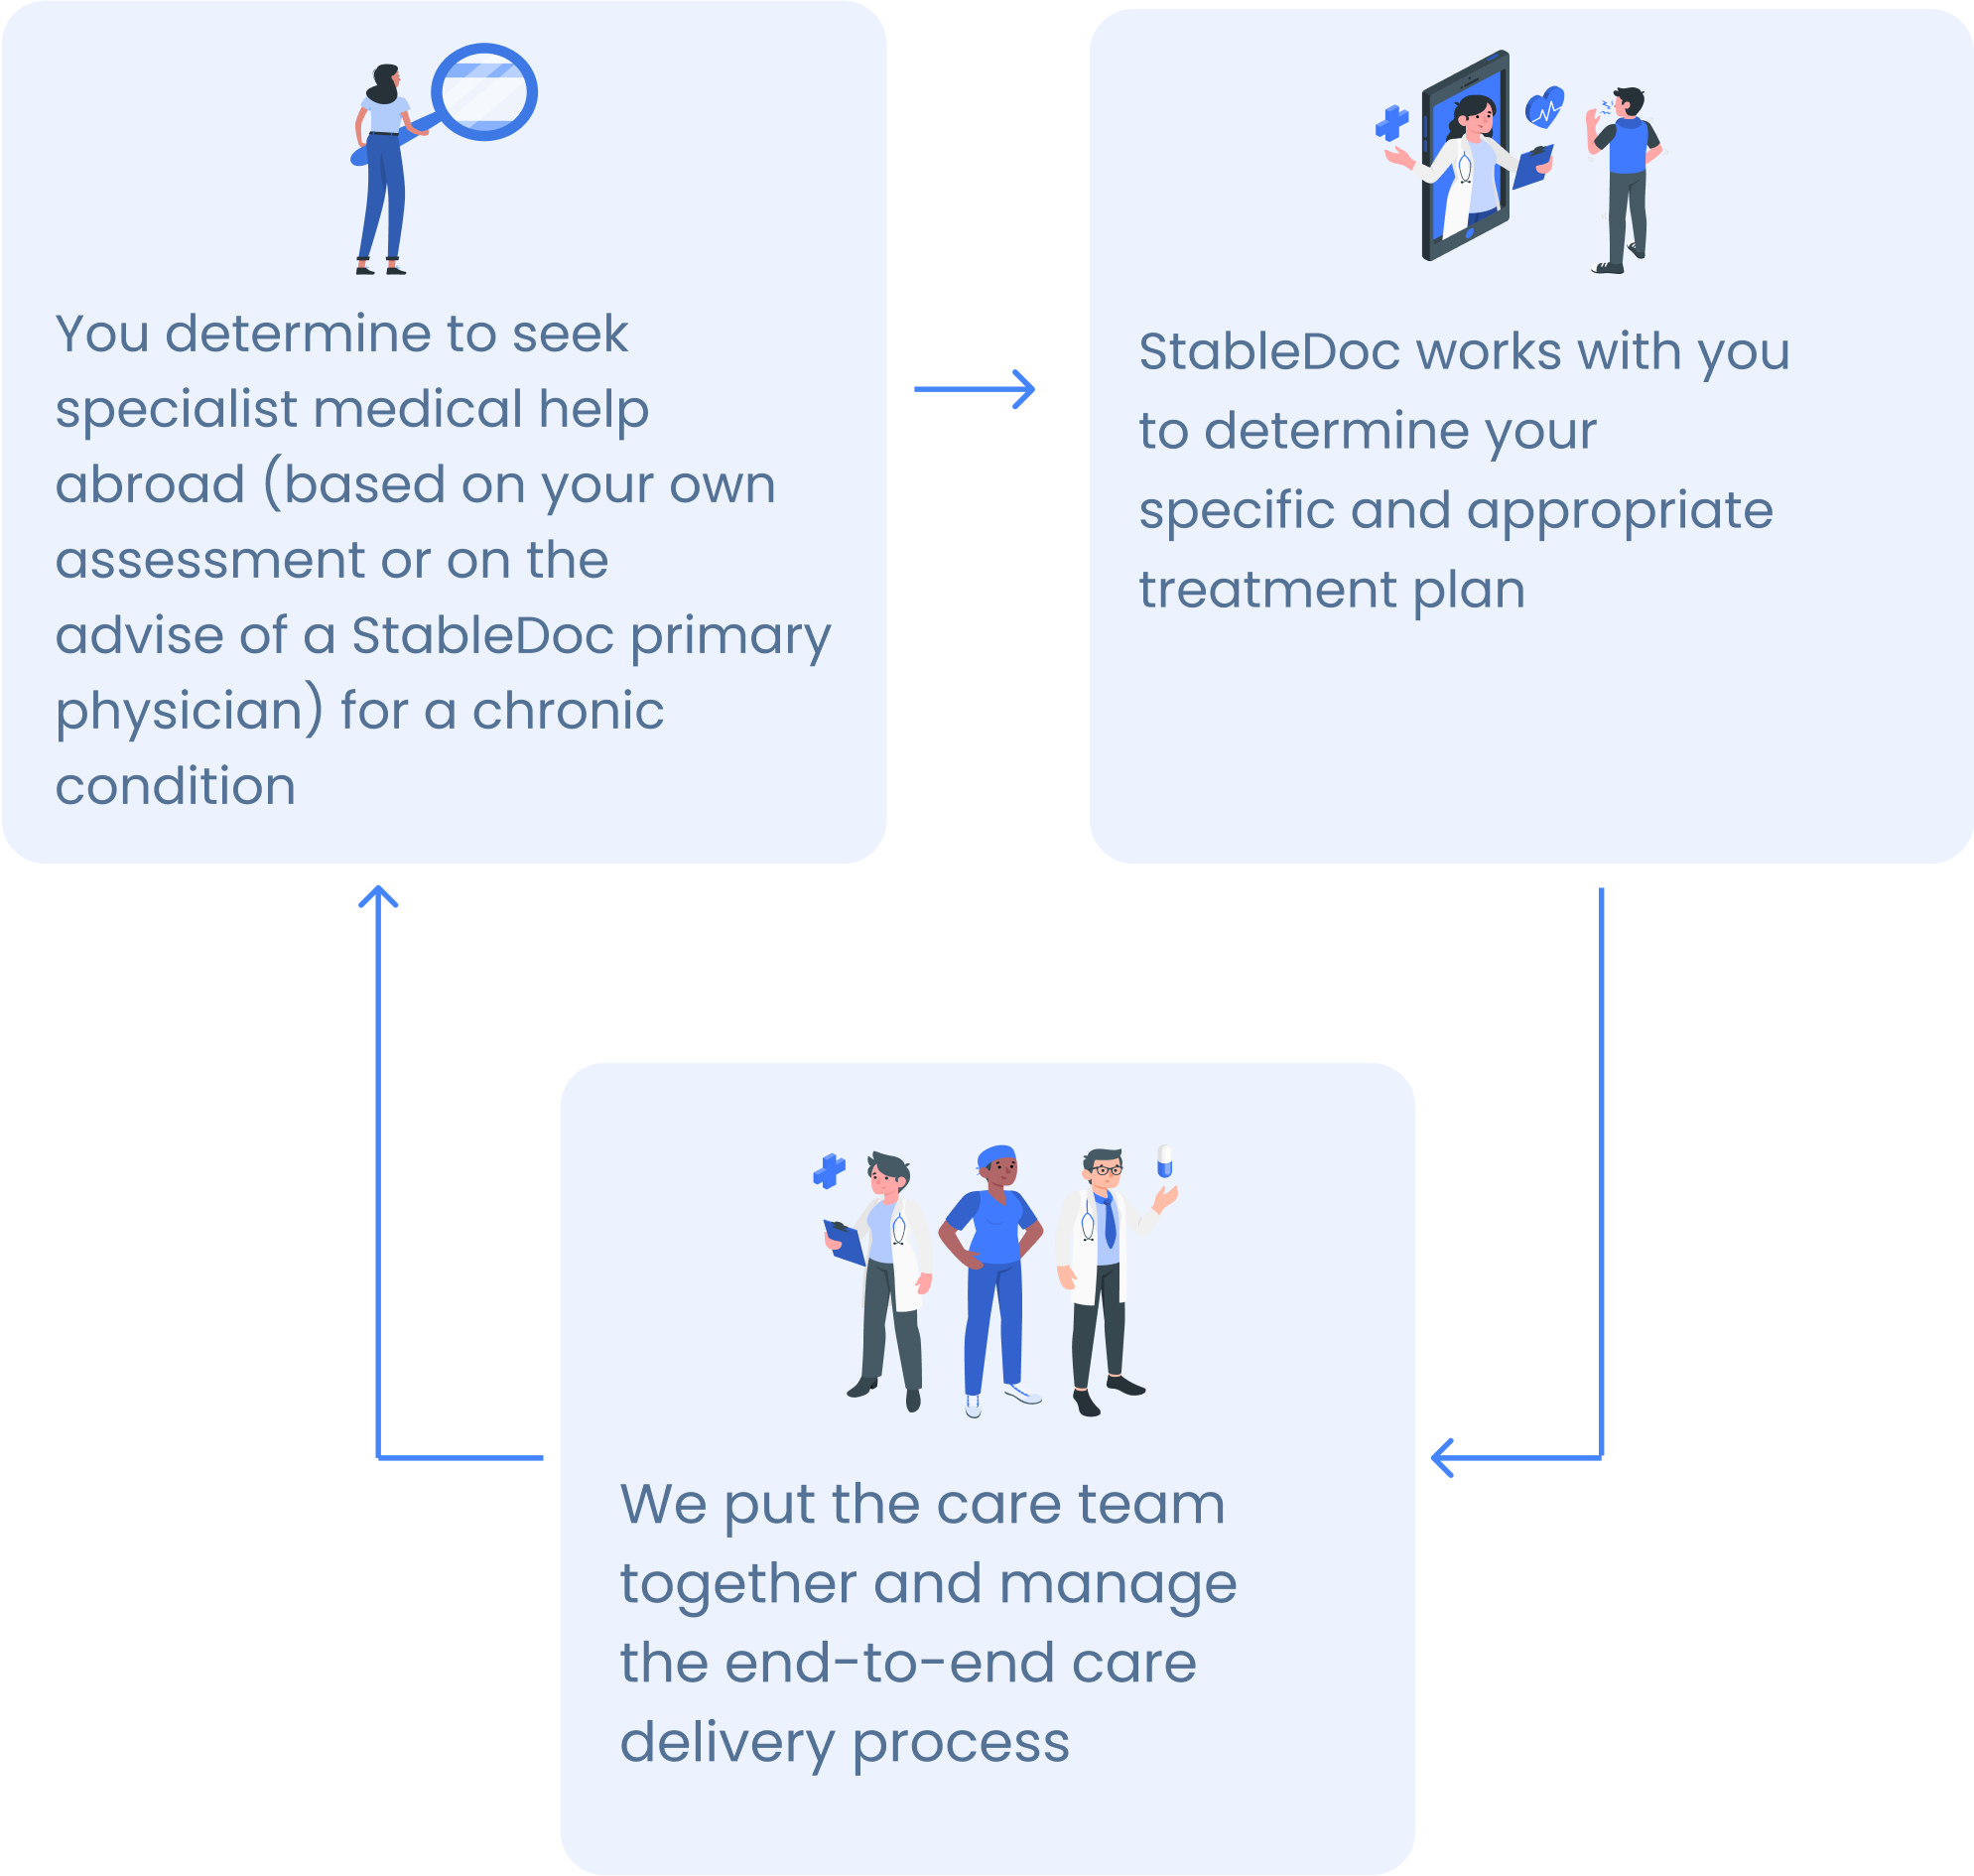 You determine to seek
specialist medical help
abroad (based on your own
assessment or on the
advise of a StableDoc primary
physician) for a chronic
condition
StableDoc works with you
to determine your
specific and appropriate
treatment plan
We put the care team
together and manage
the end-to-end care
delivery process